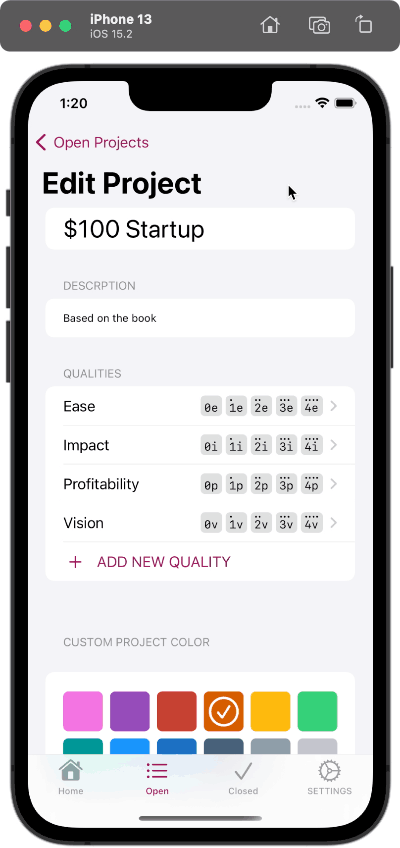 iPhone 13
iOS 15.2
1:20
Open Projects
Edit Project
$100 Startup
DESCRPTION
Based on the book
QUALITIES
Ease 0e 1e 2e 3e 4e
Impact 0i 1i 2i 3i 4i
Profitability 0p 1p 2p 3p 4p
Vision 0v 1v 2v 3v 4v
+ ADD NEW QUALITY
CUSTOM PROJECT COLOR
Home Open Closed SETTINGS